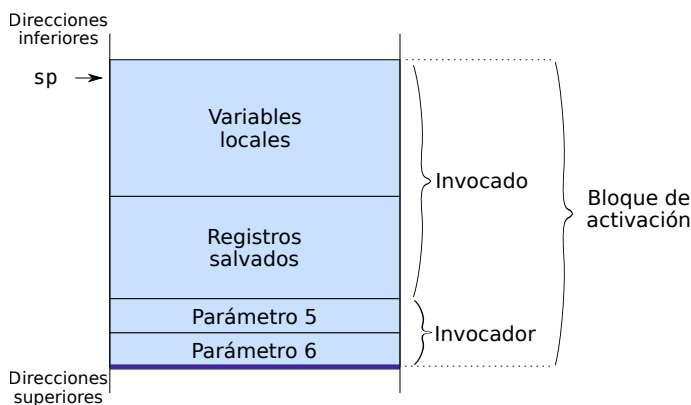 Direcciones
inferiores
sp
Variables
locales
Invocado
Bloque de
activación
Registros
salvados
Parámetro 5
Invocador
Parámetro 6
Direcciones
superiores